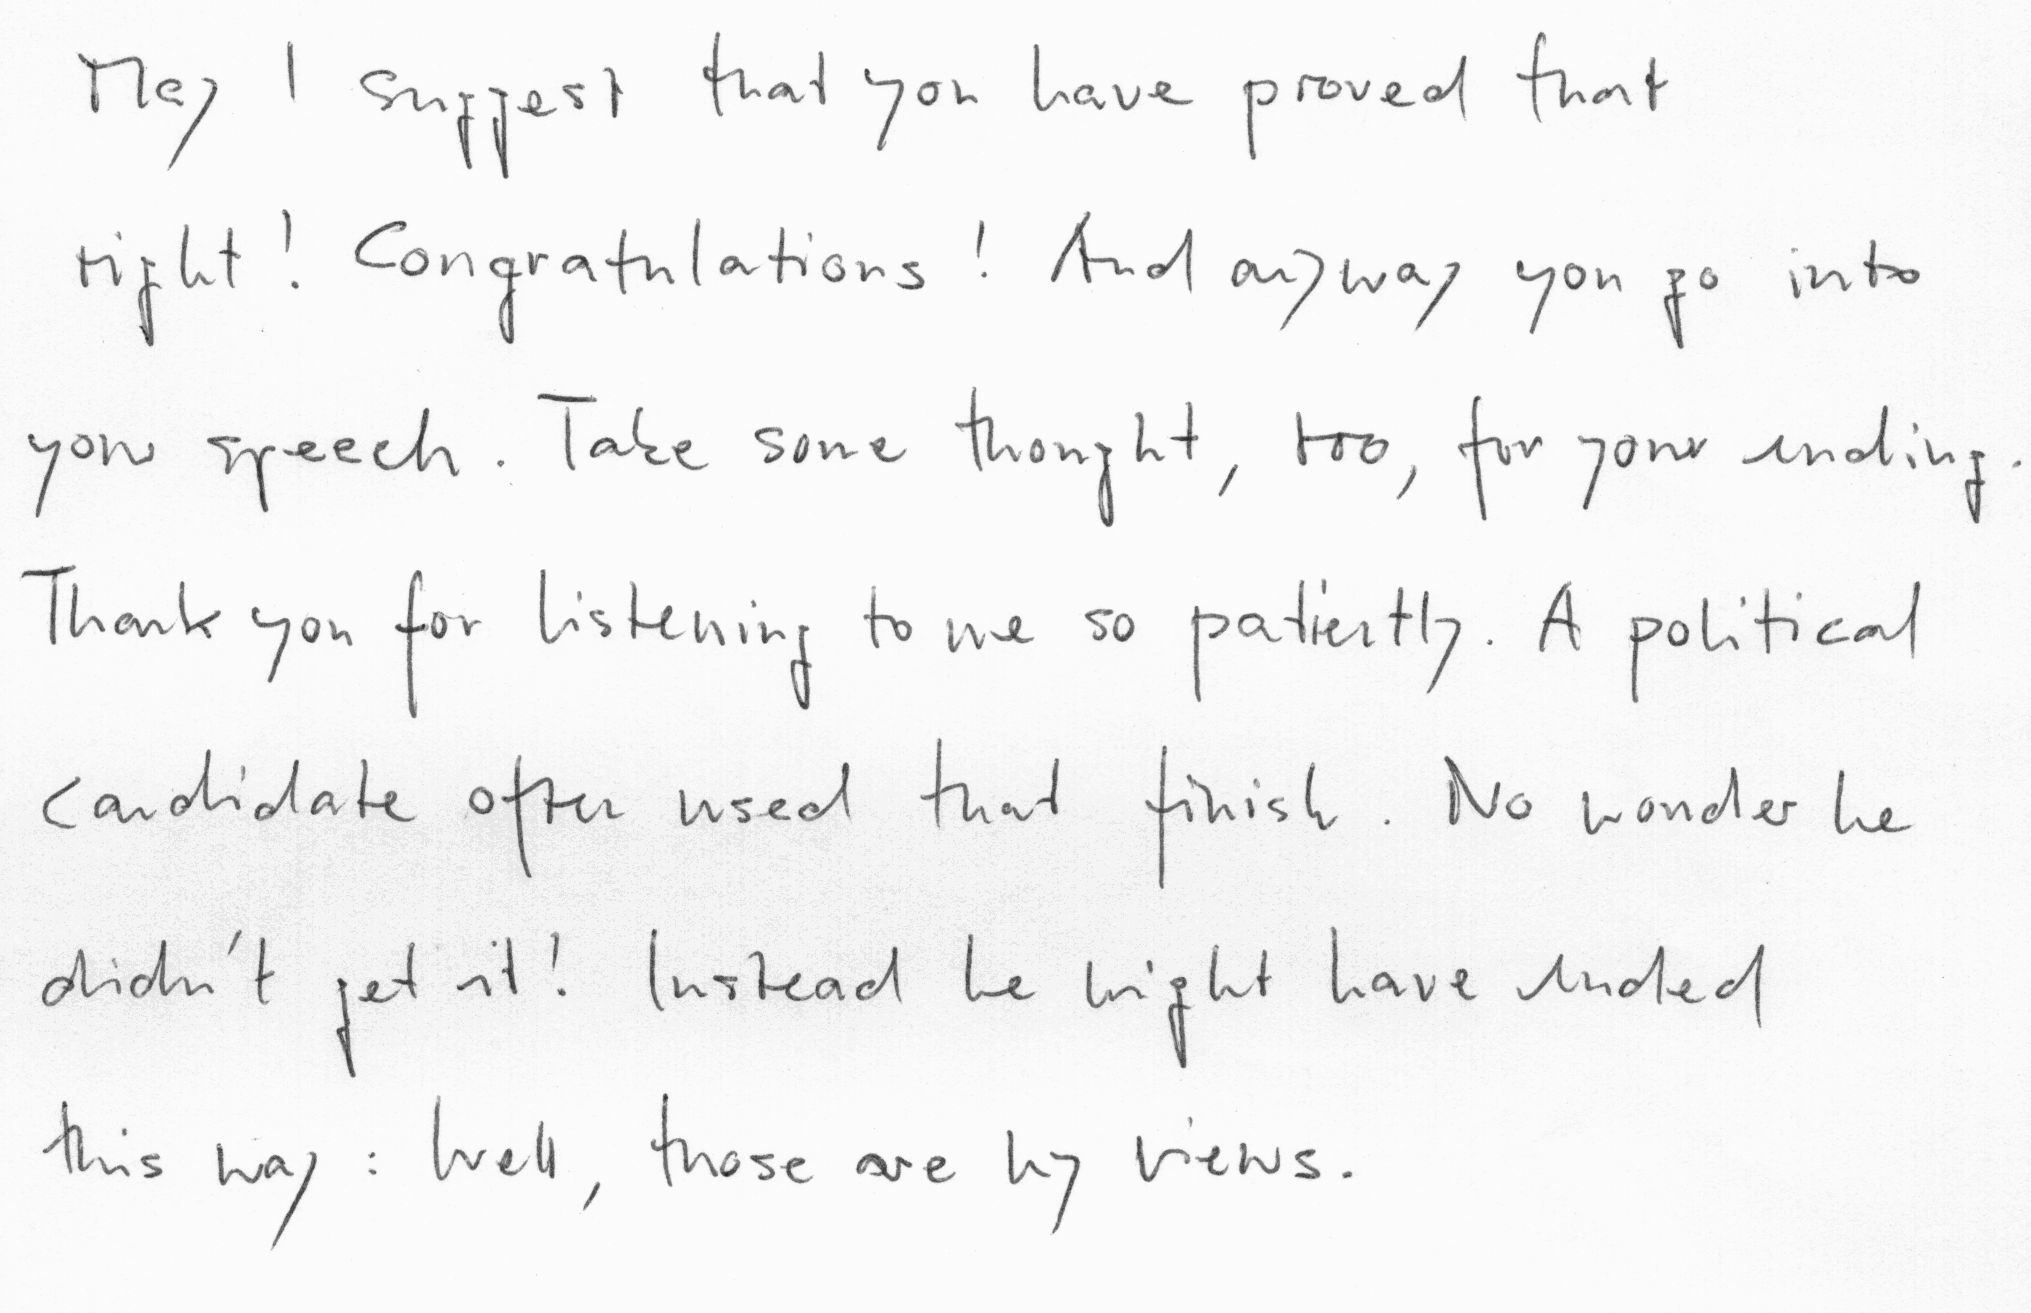 May I suggest that you have proved that
right! Congratulations! And anyway you go into
your speech. Take some thought, too, for your ending.
Thank you for listening to me so patiently. A political
candidate often used that finish. No wonder he
didn't get it! Instead he might have ended
this way: Well, those are my views.